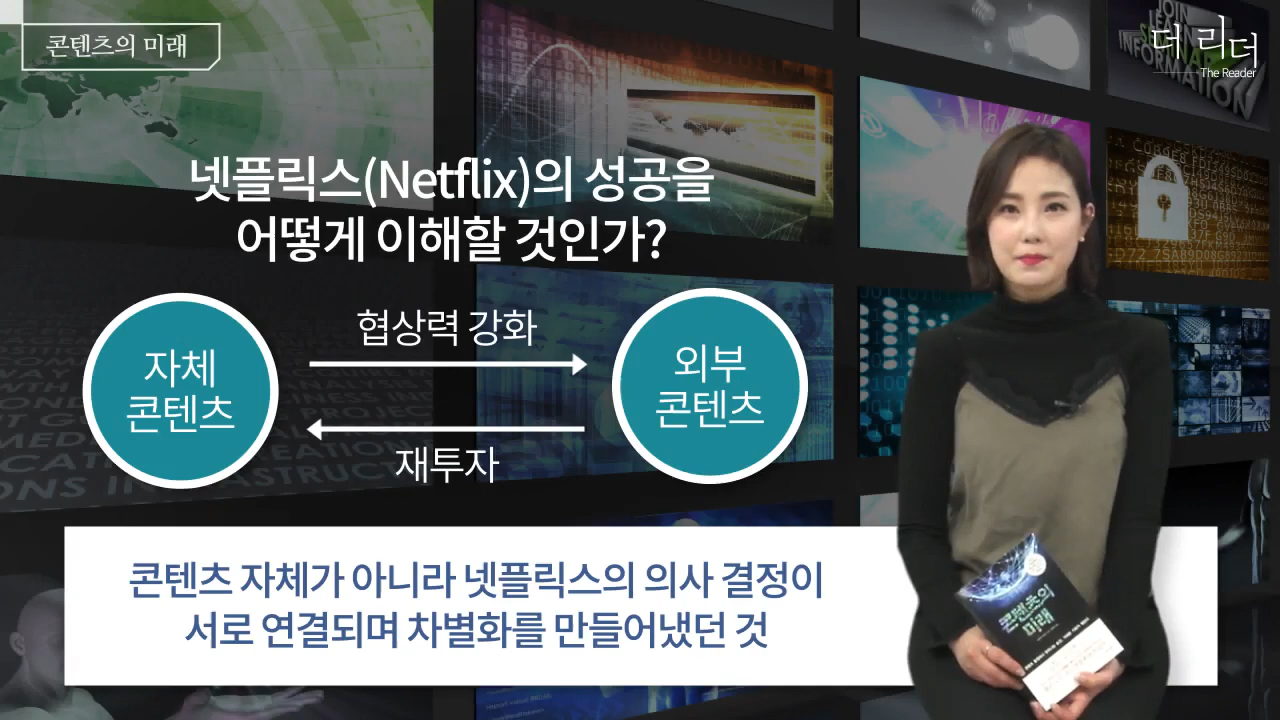 콘텐츠의 미래
더 리더
The Reader
JOIN
LEARN
SEMINAR
INFORMATION
넷플릭스(Netflix)의 성공을
어떻게 이해할 것인가?
협상력 강화
자체
콘텐츠
외부
콘텐츠
재투자
콘텐츠 자체가 아니라 넷플릭스의 의사 결정이
서로 연결되며 차별화를 만들어냈던 것
콘텐츠의
미래